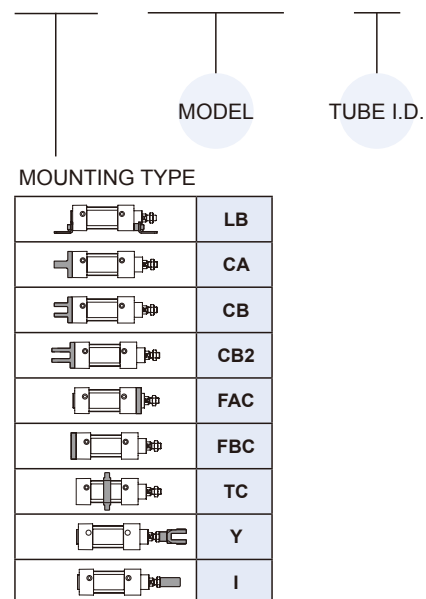 MODEL
TUBE I.D.
MOUNTING TYPE
LB
CA
CB
CB2
FAC
FBC
TC
Y
I